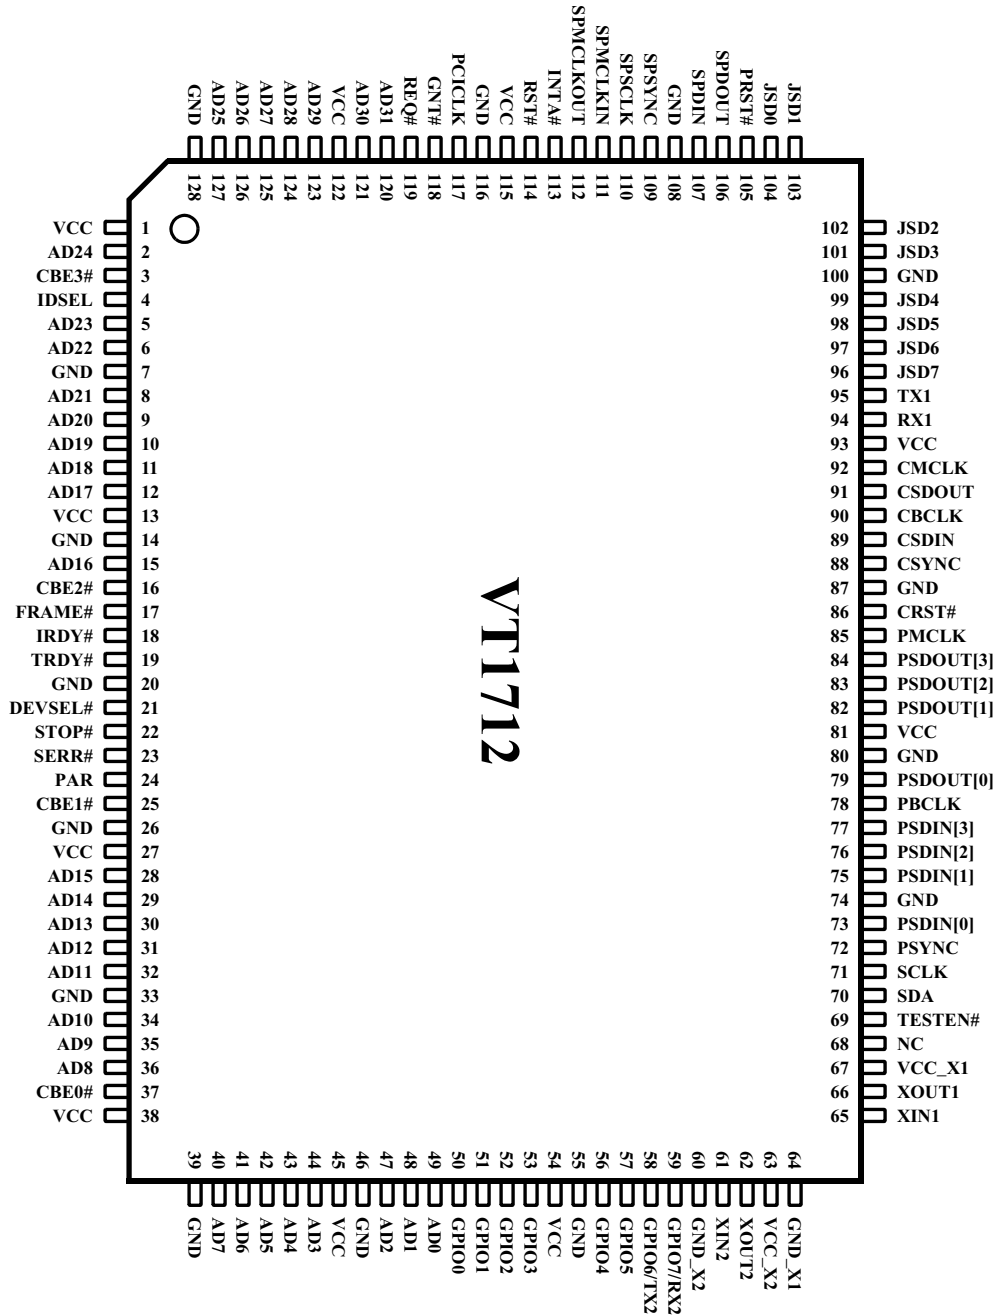 GND AD25 AD26 AD27 AD28 AD29 VCC AD30 AD31 REQ# GNT# PCICLK GND VCC RST# INTA# SPMCLKOUT SPMCLKIN SPSCLK SPSYNC GND SPDIN SPDOUT PRST# JSD0 JSD1
128 127 126 125 124 123 122 121 120 119 118 117 116 115 114 113 112 111 110 109 108 107 106 105 104 103
VCC 1 102 JSD2
AD24 2 101 JSD3
CBE3# 3 100 GND
IDSEL 4 99 JSD4
AD23 5 98 JSD5
AD22 6 97 JSD6
GND 7 96 JSD7
AD21 8 95 TX1
AD20 9 94 RX1
AD19 10 93 VCC
AD18 11 92 CMCLK
AD17 12 91 CSDOUT
VCC 13 90 CBCLK
GND 14 89 CSDIN
AD16 15 88 CSYNC
CBE2# 16 87 GND
FRAME# 17 86 CRST#
IRDY# 18 85 PMCLK
TRDY# 19 84 PSDOUT[3]
GND 20 83 PSDOUT[2]
DEVSEL# 21 82 PSDOUT[1]
STOP# 22 81 VCC
SERR# 23 80 GND
PAR 24 79 PSDOUT[0]
CBE1# 25 78 PBCLK
GND 26 77 PSDIN[3]
VCC 27 76 PSDIN[2]
AD15 28 75 PSDIN[1]
AD14 29 74 GND
AD13 30 73 PSDIN[0]
AD12 31 72 PSYNC
AD11 32 71 SCLK
GND 33 70 SDA
AD10 34 69 TESTEN#
AD9 35 68 NC
AD8 36 67 VCC_X1
CBE0# 37 66 XOUT1
VCC 38 65 XIN1
VT1712
39 40 41 42 43 44 45 46 47 48 49 50 51 52 53 54 55 56 57 58 59 60 61 62 63 64
GND AD7 AD6 AD5 AD4 AD3 VCC GND AD2 AD1 AD0 GPIO0 GPIO1 GPIO2 GPIO3 VCC GND GPIO4 GPIO5 GPIO6/TX2 GPIO7/RX2 GND_X2 XIN2 XOUT2 VCC_X2 GND_X1